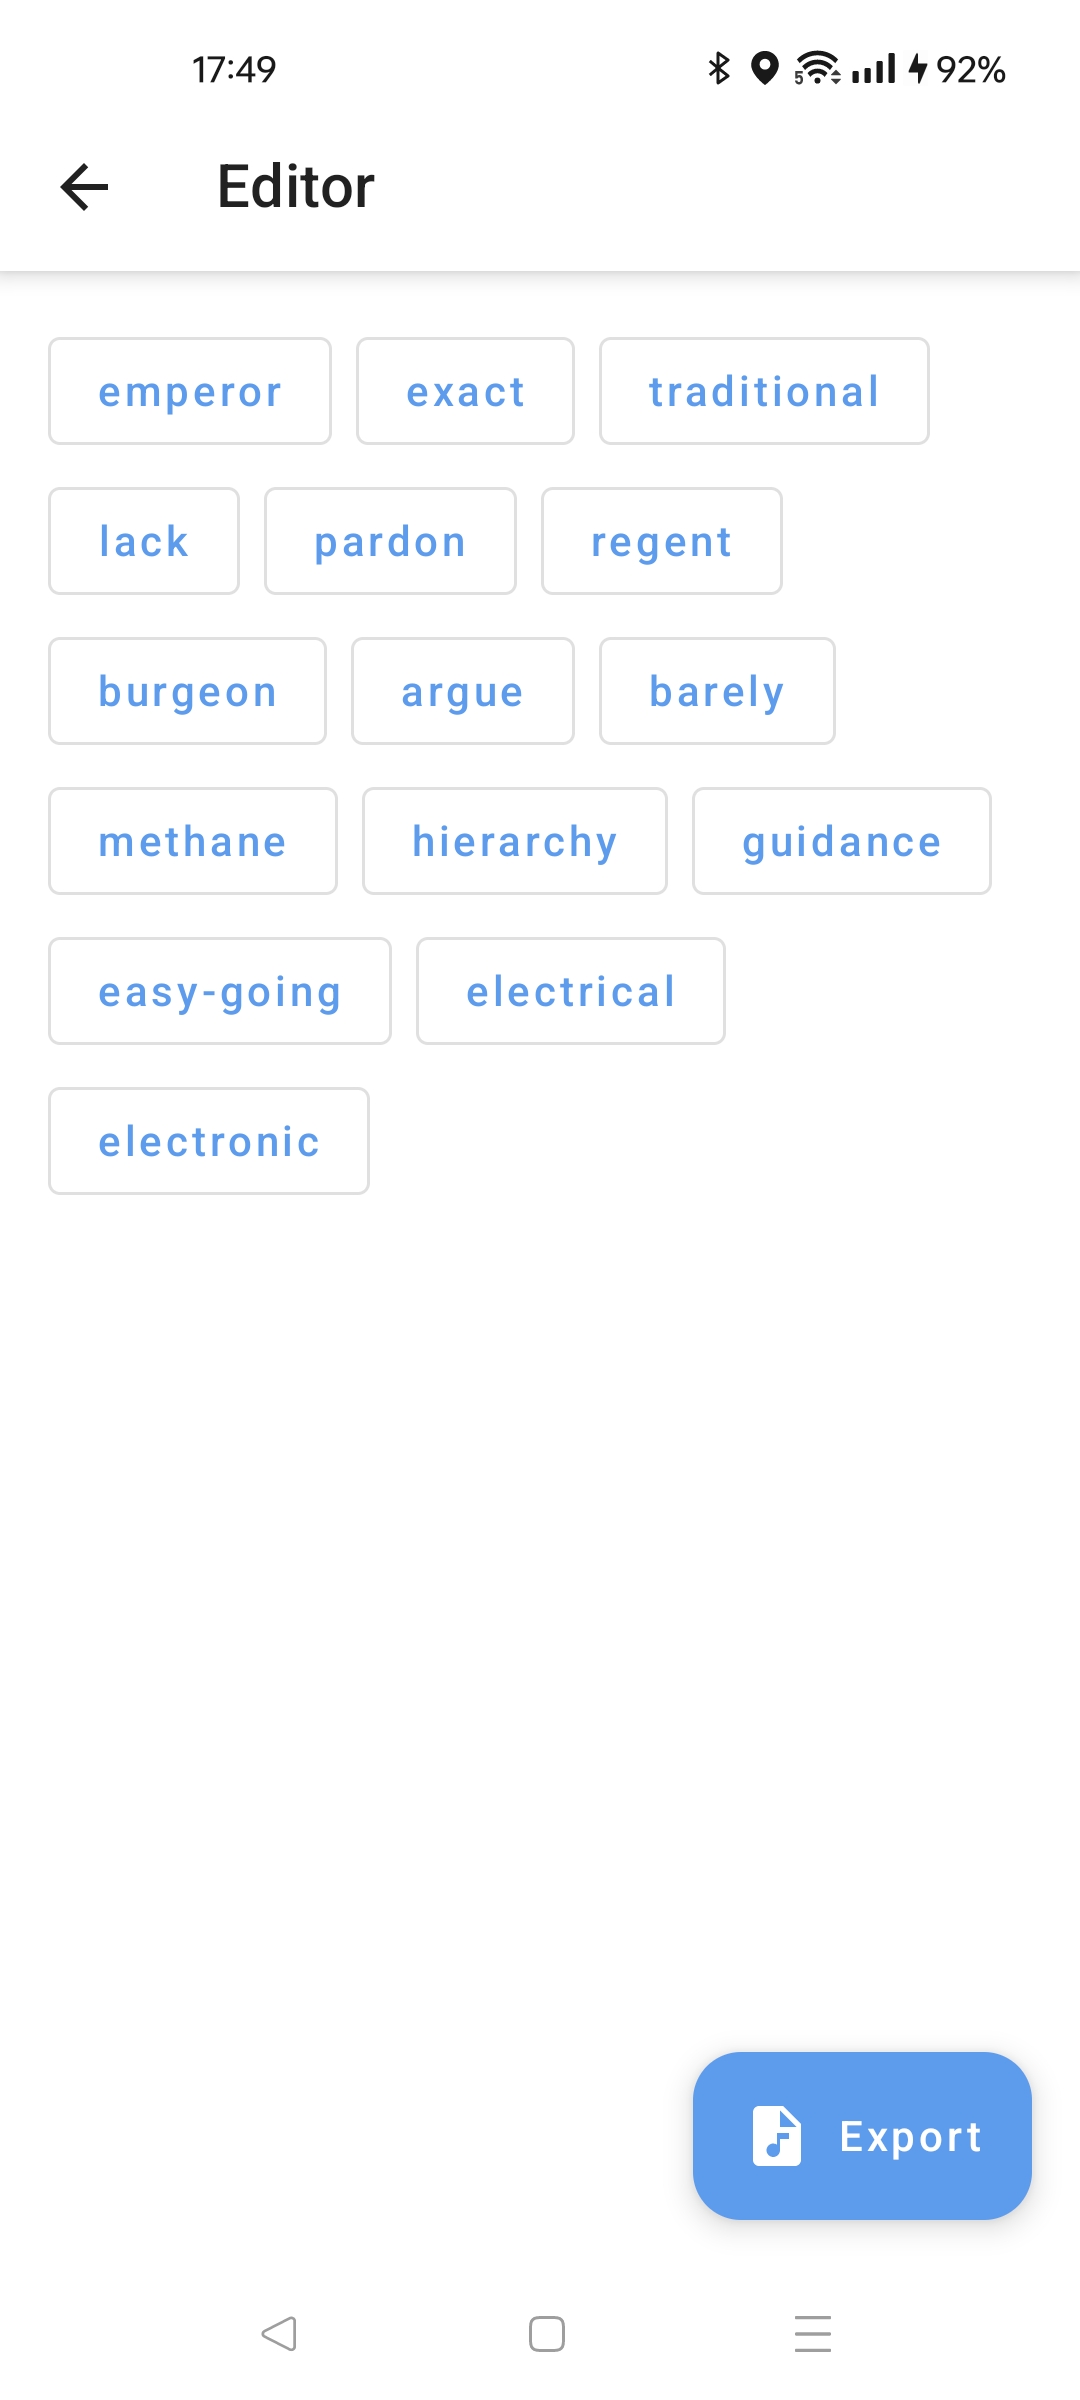 17:49 5 92%
Editor
emperor exact traditional
lack pardon regent
burgeon argue barely
methane hierarchy guidance
easy-going electrical
electronic
Export